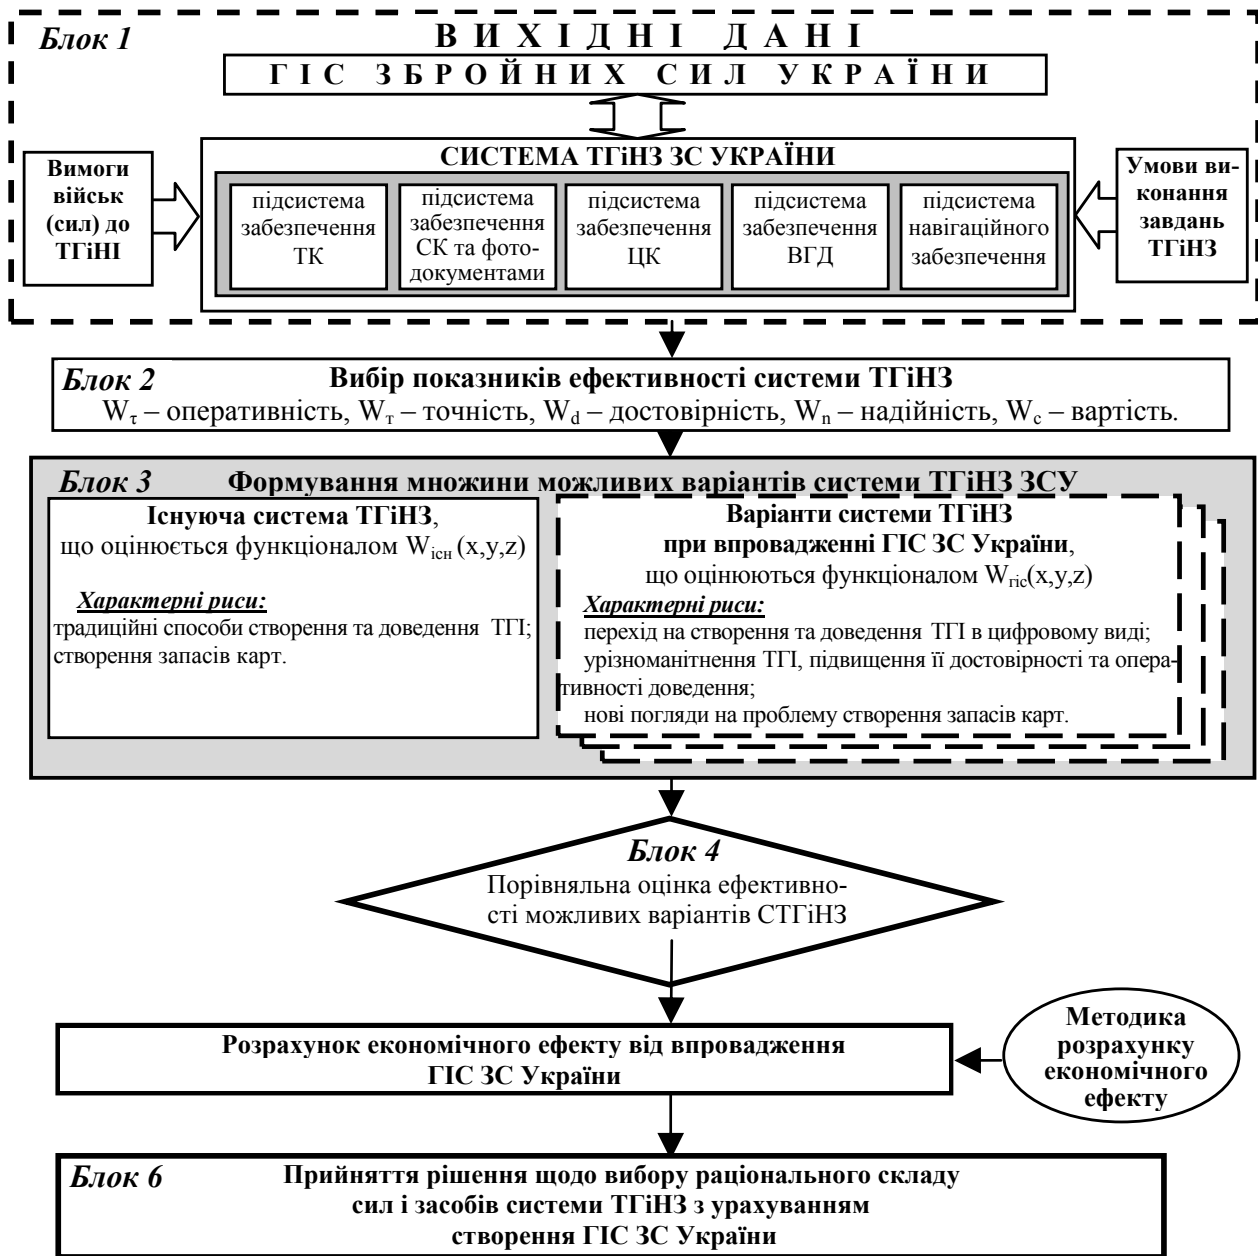 Блок 1
В И Х І Д Н І Д А Н І
Г І С З Б Р О Й Н И Х С И Л У К Р А Ї Н И
Вимоги
військ
(сил) до
ТГіНІ
СИСТЕМА ТГіНЗ ЗС УКРАЇНИ
підсистема
забезпечення
ТК
підсистема
забезпечення
СК та фото-
документами
підсистема
забезпечення
ЦК
підсистема
забезпечення
ВГД
підсистема
навігаційного
забезпечення
Умови ви-
конання
завдань
ТГіНЗ
Блок 2
Вибір показників ефективності системи ТГіНЗ
Wτ – оперативність, Wт – точність, Wd – достовірність, Wn – надійність, Wc – вартість.
Блок 3
Формування множини можливих варіантів системи ТГіНЗ ЗСУ
Існуюча система ТГіНЗ,
що оцінюється функціоналом Wісн (x,y,z)
Характерні риси:
традиційні способи створення та доведення ТГІ;
створення запасів карт.
Варіанти системи ТГіНЗ
при впровадженні ГІС ЗС України,
що оцінюються функціоналом Wгіс(x,y,z)
Характерні риси:
перехід на створення та доведення ТГІ в цифровому виді;
урізноманітнення ТГІ, підвищення її достовірності та опера-
тивності доведення;
нові погляди на проблему створення запасів карт.
Блок 4
Порівняльна оцінка ефективно-
сті можливих варіантів СТГіНЗ
Розрахунок економічного ефекту від впровадження
ГІС ЗС України
Методика
розрахунку
економічного
ефекту
Блок 6
Прийняття рішення щодо вибору раціонального складу
сил і засобів системи ТГіНЗ з урахуванням
створення ГІС ЗС України